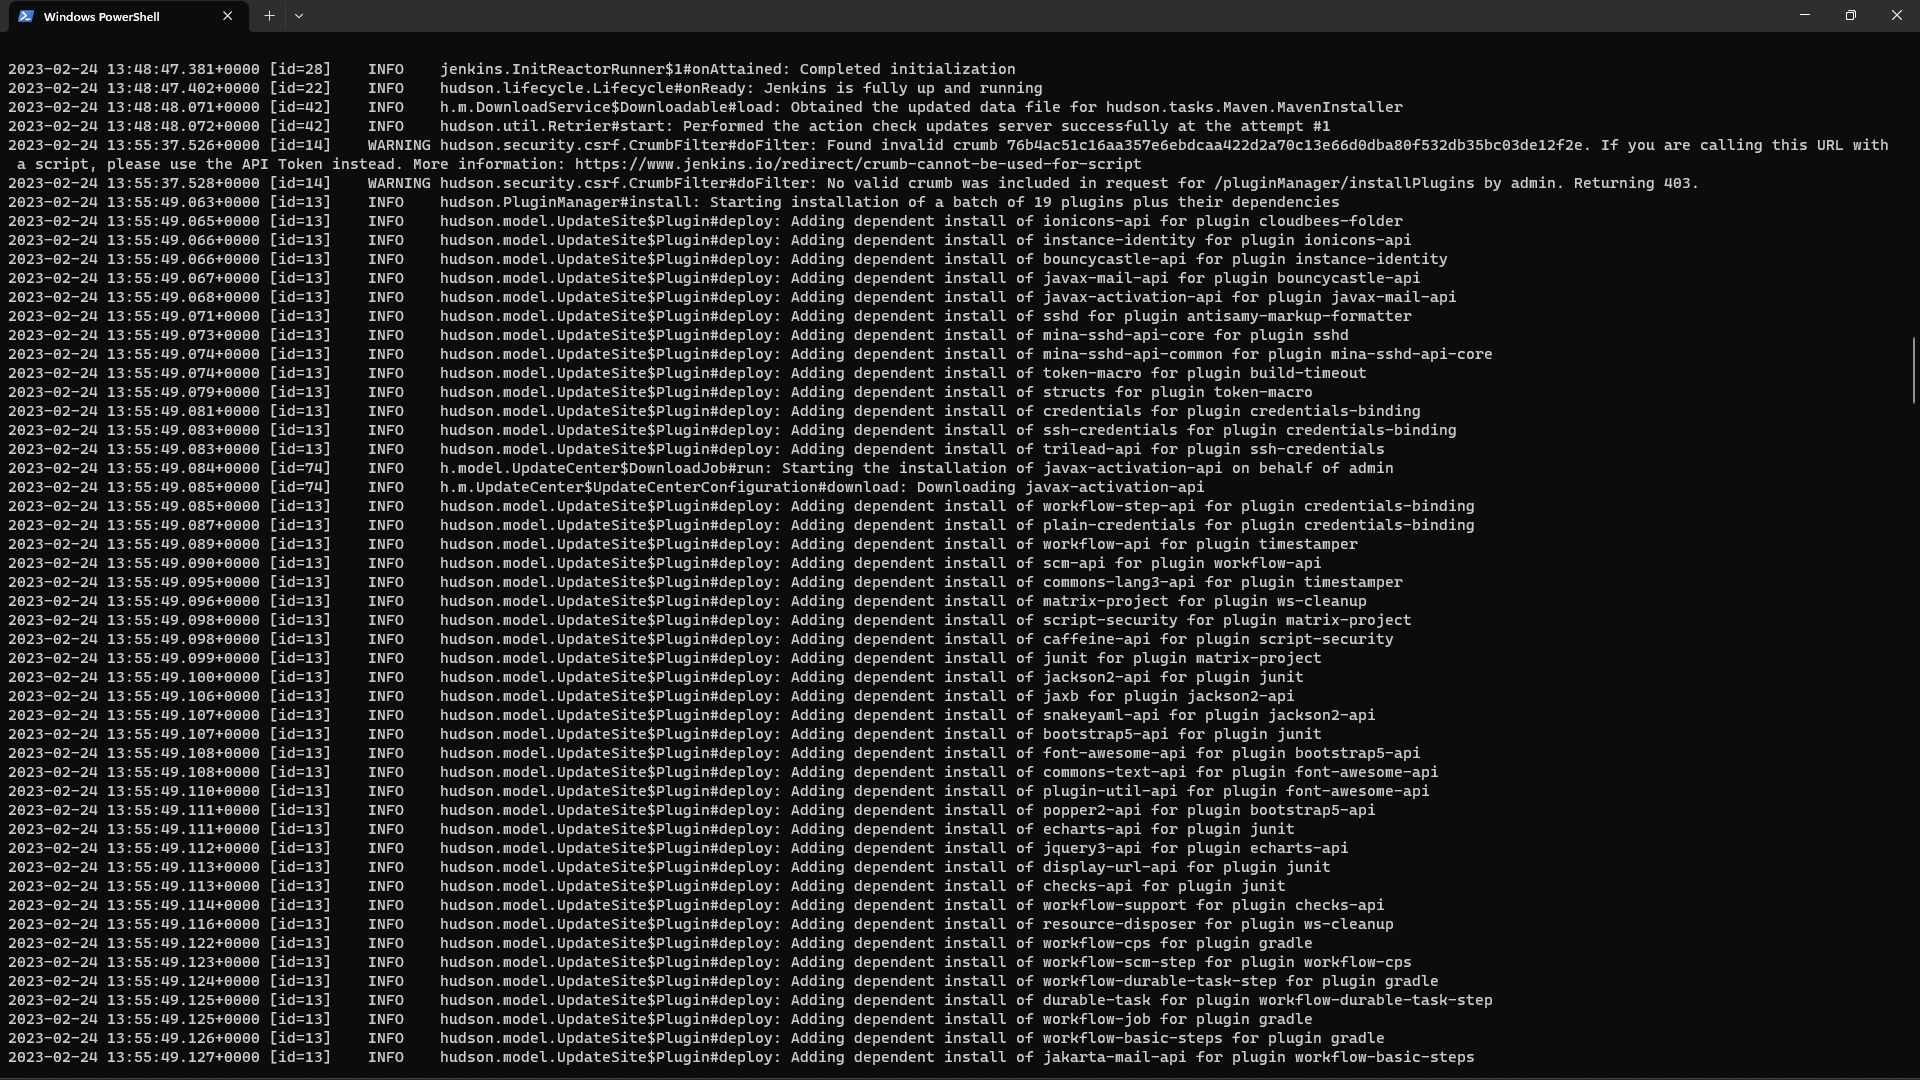 Windows PowerShell
2023-02-24 13:48:47.381+0000 [id=28]    INFO    jenkins.InitReactorRunner$1#onAttained: Completed initialization
2023-02-24 13:48:47.402+0000 [id=22]    INFO    hudson.lifecycle.Lifecycle#onReady: Jenkins is fully up and running
2023-02-24 13:48:48.071+0000 [id=42]    INFO    h.m.DownloadService$Downloadable#load: Obtained the updated data file for hudson.tasks.Maven.MavenInstaller
2023-02-24 13:48:48.072+0000 [id=42]    INFO    hudson.util.Retrier#start: Performed the action check updates server successfully at the attempt #1
2023-02-24 13:55:37.526+0000 [id=14]    WARNING hudson.security.csrf.CrumbFilter#doFilter: Found invalid crumb 76b4ac51c16aa357e6ebdcaa422d2a70c13e66d0dba80f532db35bc03de12f2e. If you are calling this URL with
 a script, please use the API Token instead. More information: https://www.jenkins.io/redirect/crumb-cannot-be-used-for-script
2023-02-24 13:55:37.528+0000 [id=14]    WARNING hudson.security.csrf.CrumbFilter#doFilter: No valid crumb was included in request for /pluginManager/installPlugins by admin. Returning 403.
2023-02-24 13:55:49.063+0000 [id=13]    INFO    hudson.PluginManager#install: Starting installation of a batch of 19 plugins plus their dependencies
2023-02-24 13:55:49.065+0000 [id=13]    INFO    hudson.model.UpdateSite$Plugin#deploy: Adding dependent install of ionicons-api for plugin cloudbees-folder
2023-02-24 13:55:49.066+0000 [id=13]    INFO    hudson.model.UpdateSite$Plugin#deploy: Adding dependent install of instance-identity for plugin ionicons-api
2023-02-24 13:55:49.066+0000 [id=13]    INFO    hudson.model.UpdateSite$Plugin#deploy: Adding dependent install of bouncycastle-api for plugin instance-identity
2023-02-24 13:55:49.067+0000 [id=13]    INFO    hudson.model.UpdateSite$Plugin#deploy: Adding dependent install of javax-mail-api for plugin bouncycastle-api
2023-02-24 13:55:49.068+0000 [id=13]    INFO    hudson.model.UpdateSite$Plugin#deploy: Adding dependent install of javax-activation-api for plugin javax-mail-api
2023-02-24 13:55:49.071+0000 [id=13]    INFO    hudson.model.UpdateSite$Plugin#deploy: Adding dependent install of sshd for plugin antisamy-markup-formatter
2023-02-24 13:55:49.073+0000 [id=13]    INFO    hudson.model.UpdateSite$Plugin#deploy: Adding dependent install of mina-sshd-api-core for plugin sshd
2023-02-24 13:55:49.074+0000 [id=13]    INFO    hudson.model.UpdateSite$Plugin#deploy: Adding dependent install of mina-sshd-api-common for plugin mina-sshd-api-core
2023-02-24 13:55:49.074+0000 [id=13]    INFO    hudson.model.UpdateSite$Plugin#deploy: Adding dependent install of token-macro for plugin build-timeout
2023-02-24 13:55:49.079+0000 [id=13]    INFO    hudson.model.UpdateSite$Plugin#deploy: Adding dependent install of structs for plugin token-macro
2023-02-24 13:55:49.081+0000 [id=13]    INFO    hudson.model.UpdateSite$Plugin#deploy: Adding dependent install of credentials for plugin credentials-binding
2023-02-24 13:55:49.083+0000 [id=13]    INFO    hudson.model.UpdateSite$Plugin#deploy: Adding dependent install of ssh-credentials for plugin credentials-binding
2023-02-24 13:55:49.083+0000 [id=13]    INFO    hudson.model.UpdateSite$Plugin#deploy: Adding dependent install of trilead-api for plugin ssh-credentials
2023-02-24 13:55:49.084+0000 [id=74]    INFO    h.model.UpdateCenter$DownloadJob#run: Starting the installation of javax-activation-api on behalf of admin
2023-02-24 13:55:49.085+0000 [id=74]    INFO    h.m.UpdateCenter$UpdateCenterConfiguration#download: Downloading javax-activation-api
2023-02-24 13:55:49.085+0000 [id=13]    INFO    hudson.model.UpdateSite$Plugin#deploy: Adding dependent install of workflow-step-api for plugin credentials-binding
2023-02-24 13:55:49.087+0000 [id=13]    INFO    hudson.model.UpdateSite$Plugin#deploy: Adding dependent install of plain-credentials for plugin credentials-binding
2023-02-24 13:55:49.089+0000 [id=13]    INFO    hudson.model.UpdateSite$Plugin#deploy: Adding dependent install of workflow-api for plugin timestamper
2023-02-24 13:55:49.090+0000 [id=13]    INFO    hudson.model.UpdateSite$Plugin#deploy: Adding dependent install of scm-api for plugin workflow-api
2023-02-24 13:55:49.095+0000 [id=13]    INFO    hudson.model.UpdateSite$Plugin#deploy: Adding dependent install of commons-lang3-api for plugin timestamper
2023-02-24 13:55:49.096+0000 [id=13]    INFO    hudson.model.UpdateSite$Plugin#deploy: Adding dependent install of matrix-project for plugin ws-cleanup
2023-02-24 13:55:49.098+0000 [id=13]    INFO    hudson.model.UpdateSite$Plugin#deploy: Adding dependent install of script-security for plugin matrix-project
2023-02-24 13:55:49.098+0000 [id=13]    INFO    hudson.model.UpdateSite$Plugin#deploy: Adding dependent install of caffeine-api for plugin script-security
2023-02-24 13:55:49.099+0000 [id=13]    INFO    hudson.model.UpdateSite$Plugin#deploy: Adding dependent install of junit for plugin matrix-project
2023-02-24 13:55:49.100+0000 [id=13]    INFO    hudson.model.UpdateSite$Plugin#deploy: Adding dependent install of jackson2-api for plugin junit
2023-02-24 13:55:49.106+0000 [id=13]    INFO    hudson.model.UpdateSite$Plugin#deploy: Adding dependent install of jaxb for plugin jackson2-api
2023-02-24 13:55:49.107+0000 [id=13]    INFO    hudson.model.UpdateSite$Plugin#deploy: Adding dependent install of snakeyaml-api for plugin jackson2-api
2023-02-24 13:55:49.107+0000 [id=13]    INFO    hudson.model.UpdateSite$Plugin#deploy: Adding dependent install of bootstrap5-api for plugin junit
2023-02-24 13:55:49.108+0000 [id=13]    INFO    hudson.model.UpdateSite$Plugin#deploy: Adding dependent install of font-awesome-api for plugin bootstrap5-api
2023-02-24 13:55:49.108+0000 [id=13]    INFO    hudson.model.UpdateSite$Plugin#deploy: Adding dependent install of commons-text-api for plugin font-awesome-api
2023-02-24 13:55:49.110+0000 [id=13]    INFO    hudson.model.UpdateSite$Plugin#deploy: Adding dependent install of plugin-util-api for plugin font-awesome-api
2023-02-24 13:55:49.111+0000 [id=13]    INFO    hudson.model.UpdateSite$Plugin#deploy: Adding dependent install of popper2-api for plugin bootstrap5-api
2023-02-24 13:55:49.111+0000 [id=13]    INFO    hudson.model.UpdateSite$Plugin#deploy: Adding dependent install of echarts-api for plugin junit
2023-02-24 13:55:49.112+0000 [id=13]    INFO    hudson.model.UpdateSite$Plugin#deploy: Adding dependent install of jquery3-api for plugin echarts-api
2023-02-24 13:55:49.113+0000 [id=13]    INFO    hudson.model.UpdateSite$Plugin#deploy: Adding dependent install of display-url-api for plugin junit
2023-02-24 13:55:49.113+0000 [id=13]    INFO    hudson.model.UpdateSite$Plugin#deploy: Adding dependent install of checks-api for plugin junit
2023-02-24 13:55:49.114+0000 [id=13]    INFO    hudson.model.UpdateSite$Plugin#deploy: Adding dependent install of workflow-support for plugin checks-api
2023-02-24 13:55:49.116+0000 [id=13]    INFO    hudson.model.UpdateSite$Plugin#deploy: Adding dependent install of resource-disposer for plugin ws-cleanup
2023-02-24 13:55:49.122+0000 [id=13]    INFO    hudson.model.UpdateSite$Plugin#deploy: Adding dependent install of workflow-cps for plugin gradle
2023-02-24 13:55:49.123+0000 [id=13]    INFO    hudson.model.UpdateSite$Plugin#deploy: Adding dependent install of workflow-scm-step for plugin workflow-cps
2023-02-24 13:55:49.124+0000 [id=13]    INFO    hudson.model.UpdateSite$Plugin#deploy: Adding dependent install of workflow-durable-task-step for plugin gradle
2023-02-24 13:55:49.125+0000 [id=13]    INFO    hudson.model.UpdateSite$Plugin#deploy: Adding dependent install of durable-task for plugin workflow-durable-task-step
2023-02-24 13:55:49.125+0000 [id=13]    INFO    hudson.model.UpdateSite$Plugin#deploy: Adding dependent install of workflow-job for plugin gradle
2023-02-24 13:55:49.126+0000 [id=13]    INFO    hudson.model.UpdateSite$Plugin#deploy: Adding dependent install of workflow-basic-steps for plugin gradle
2023-02-24 13:55:49.127+0000 [id=13]    INFO    hudson.model.UpdateSite$Plugin#deploy: Adding dependent install of jakarta-mail-api for plugin workflow-basic-steps